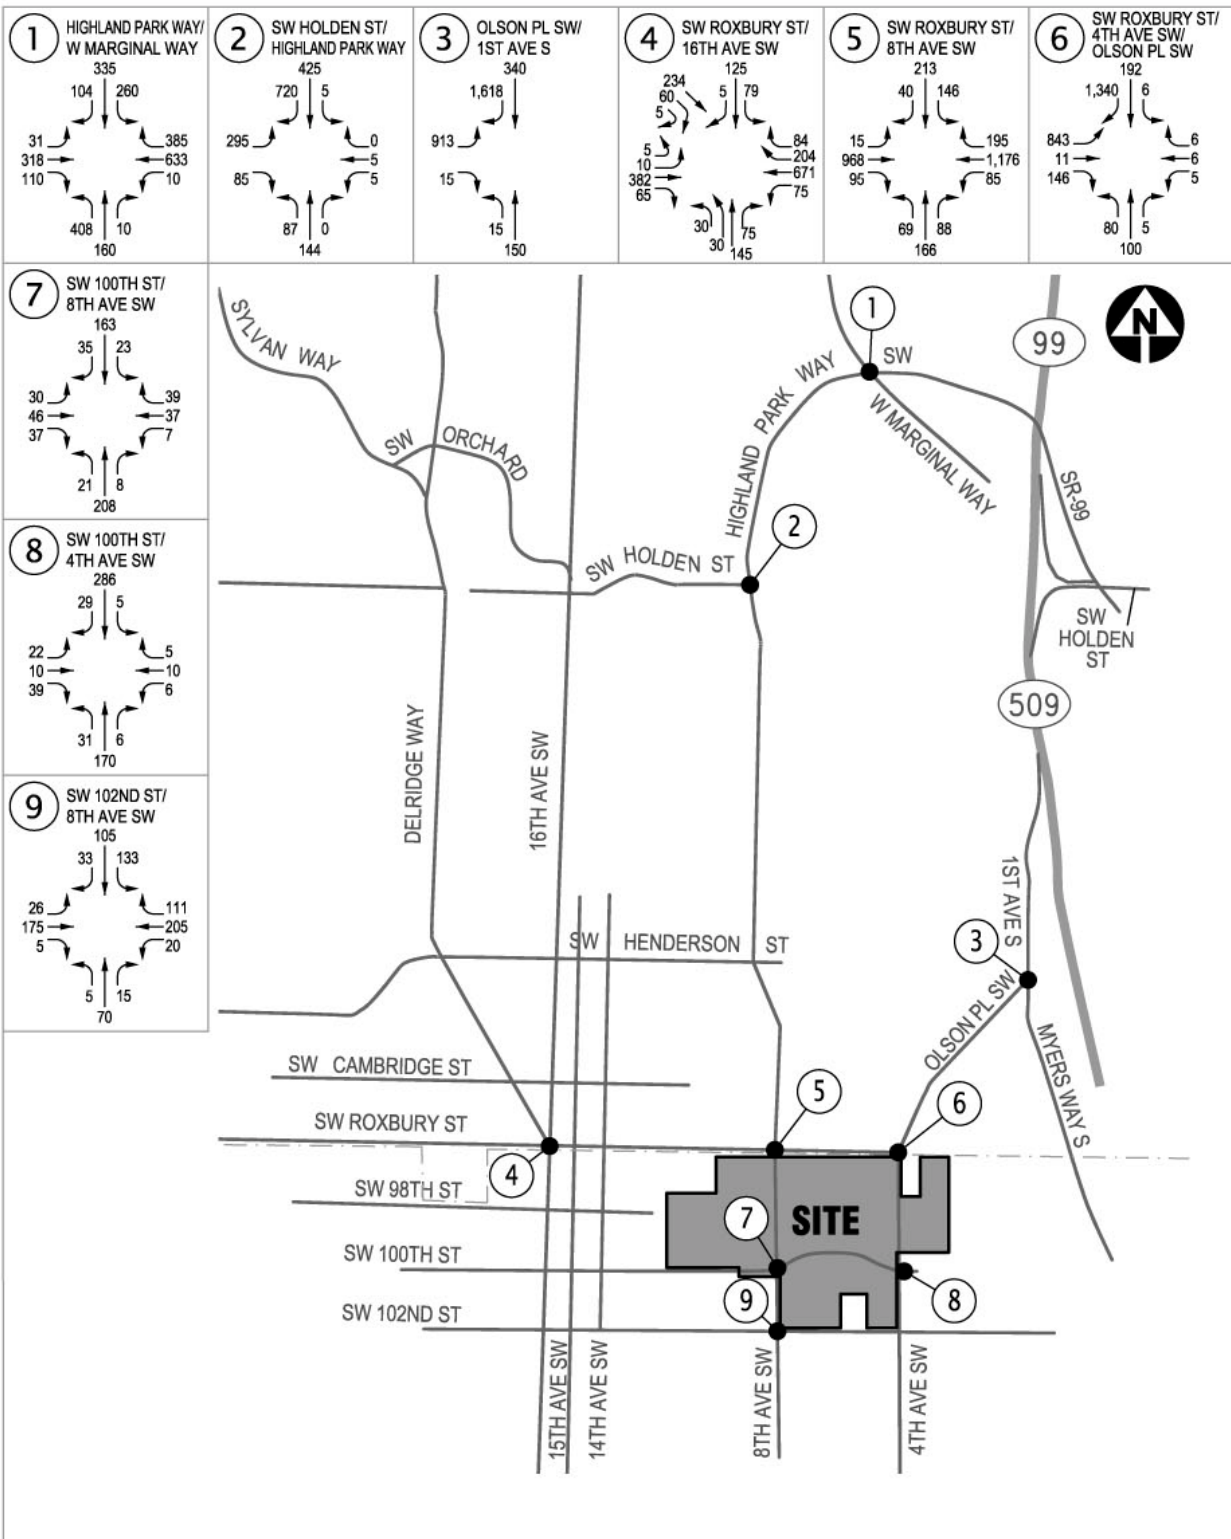 1
HIGHLAND PARK WAY/
W MARGINAL WAY
335
104 260
31 385
318 633
110 10
408 10
160
2
SW HOLDEN ST/
HIGHLAND PARK WAY
425
720 5
295 0
5
85 5
87 0
144
3
OLSON PL SW/
1ST AVE S
340
1,618
913
15
15
150
4
SW ROXBURY ST/
16TH AVE SW
125
234 5 79
60
5
5 84
10 204
382 671
65 75
30 75
30 145
5
SW ROXBURY ST/
8TH AVE SW
213
40 146
15 195
968 1,176
95 85
69 88
166
6
SW ROXBURY ST/
4TH AVE SW/
OLSON PL SW
192
1,340 6
843 6
11 6
146 5
80 5
100
7
SW 100TH ST/
8TH AVE SW
163
35 23
30 39
46 37
37 7
21 8
208
8
SW 100TH ST/
4TH AVE SW
286
29 5
22 5
10 10
39 6
31 6
170
9
SW 102ND ST/
8TH AVE SW
105
33 133
26 111
175 205
5 20
5 15
70
N
SYLVAN WAY
1
99
SW
HIGHLAND PARK WAY
W MARGINAL WAY
SW ORCHARD
SR-99
2
SW HOLDEN ST
SW
HOLDEN
ST
509
DELRIDGE WAY
16TH AVE SW
1ST AVE S
SW HENDERSON ST
3
OLSON PL SW
MYERS WAY S
SW CAMBRIDGE ST
5
6
SW ROXBURY ST
4
SW 98TH ST
7
SITE
SW 100TH ST
8
9
SW 102ND ST
15TH AVE SW
14TH AVE SW
8TH AVE SW
4TH AVE SW